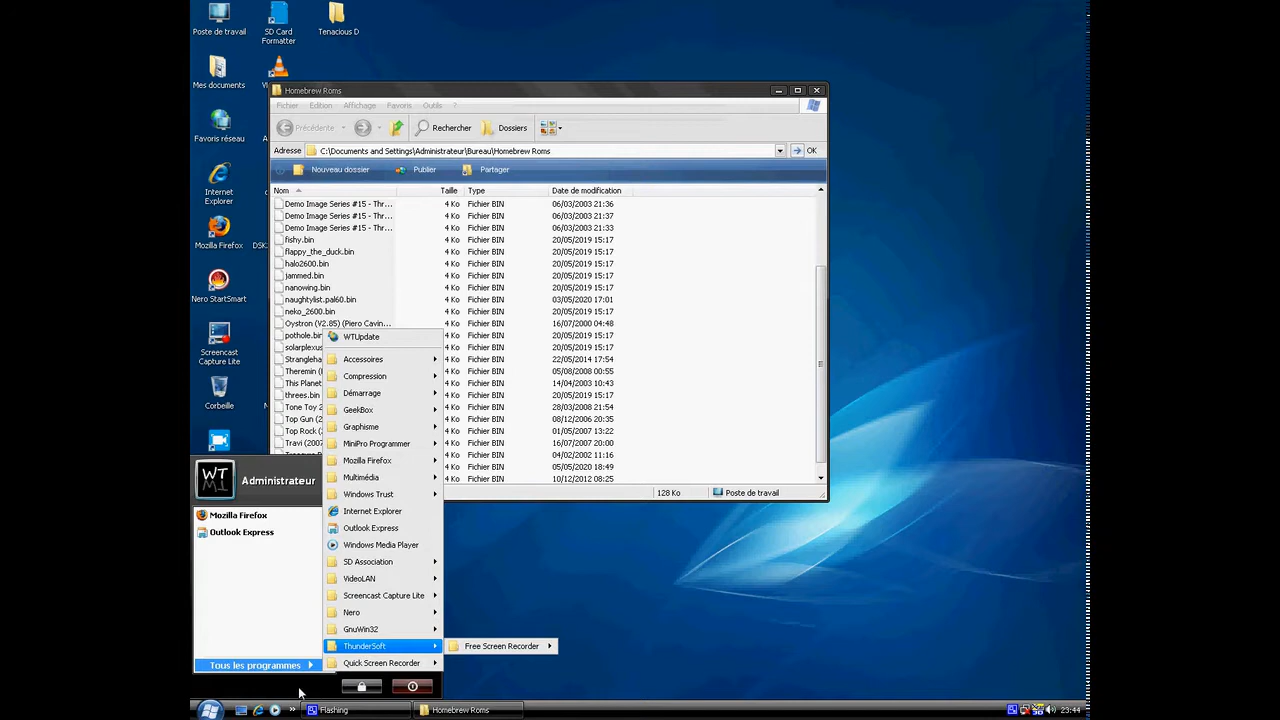 Poste de travail
SD Card
Formatter
Tenacious D
Mes documents
Favoris réseau
Internet
Explorer
Mozilla Firefox
Nero StartSmart
Screencast
Capture Lite
Corbeille
Homebrew Roms
Fichier Edition Affichage Favoris Outils ?
Précédente Rechercher Dossiers
Adresse C:\Documents and Settings\Administrateur\Bureau\Homebrew Roms OK
Nouveau dossier Publier Partager
Nom Taille Type Date de modification
Demo Image Series #15 - Thr... 4 Ko Fichier BIN 06/03/2003 21:36
Demo Image Series #15 - Thr... 4 Ko Fichier BIN 06/03/2003 21:37
Demo Image Series #15 - Thr... 4 Ko Fichier BIN 06/03/2003 21:33
fishy.bin 4 Ko Fichier BIN 20/05/2019 15:17
flappy_the_duck.bin 4 Ko Fichier BIN 20/05/2019 15:17
halo2600.bin 4 Ko Fichier BIN 20/05/2019 15:17
jammed.bin 4 Ko Fichier BIN 20/05/2019 15:17
nanowing.bin 4 Ko Fichier BIN 20/05/2019 15:17
naughtylist.pal60.bin 4 Ko Fichier BIN 03/05/2020 17:01
neko_2600.bin 4 Ko Fichier BIN 20/05/2019 15:17
Oystron (V2.85) (Piero Cavin... 4 Ko Fichier BIN 16/07/2000 04:48
pothole.bin 4 Ko Fichier BIN 20/05/2019 15:17
solarplexus 4 Ko Fichier BIN 20/05/2019 15:17
Strangleha 4 Ko Fichier BIN 22/05/2014 17:54
Theremin ( 4 Ko Fichier BIN 05/08/2008 00:55
This Planet 4 Ko Fichier BIN 14/04/2003 10:43
threes.bin 4 Ko Fichier BIN 20/05/2019 15:17
Tone Toy 2 4 Ko Fichier BIN 28/03/2008 21:54
Top Gun (2 4 Ko Fichier BIN 08/12/2006 20:35
Top Rock ( 4 Ko Fichier BIN 01/05/2007 13:22
Travi (2007 4 Ko Fichier BIN 16/07/2007 20:00
4 Ko Fichier BIN 04/02/2002 11:16
4 Ko Fichier BIN 05/05/2020 18:49
4 Ko Fichier BIN 10/12/2012 08:25
128 Ko Poste de travail
WTUpdate
Accessoires
Compression
Démarrage
GeekBox
Graphisme
MiniPro Programmer
Mozilla Firefox
Multimédia
Windows Trust
Internet Explorer
Outlook Express
Windows Media Player
SD Association
VideoLAN
Screencast Capture Lite
Nero
GnuWin32
ThunderSoft
Quick Screen Recorder
Free Screen Recorder
WT
Administrateur
Mozilla Firefox
Outlook Express
Tous les programmes
Flashing
Homebrew Roms
23:44